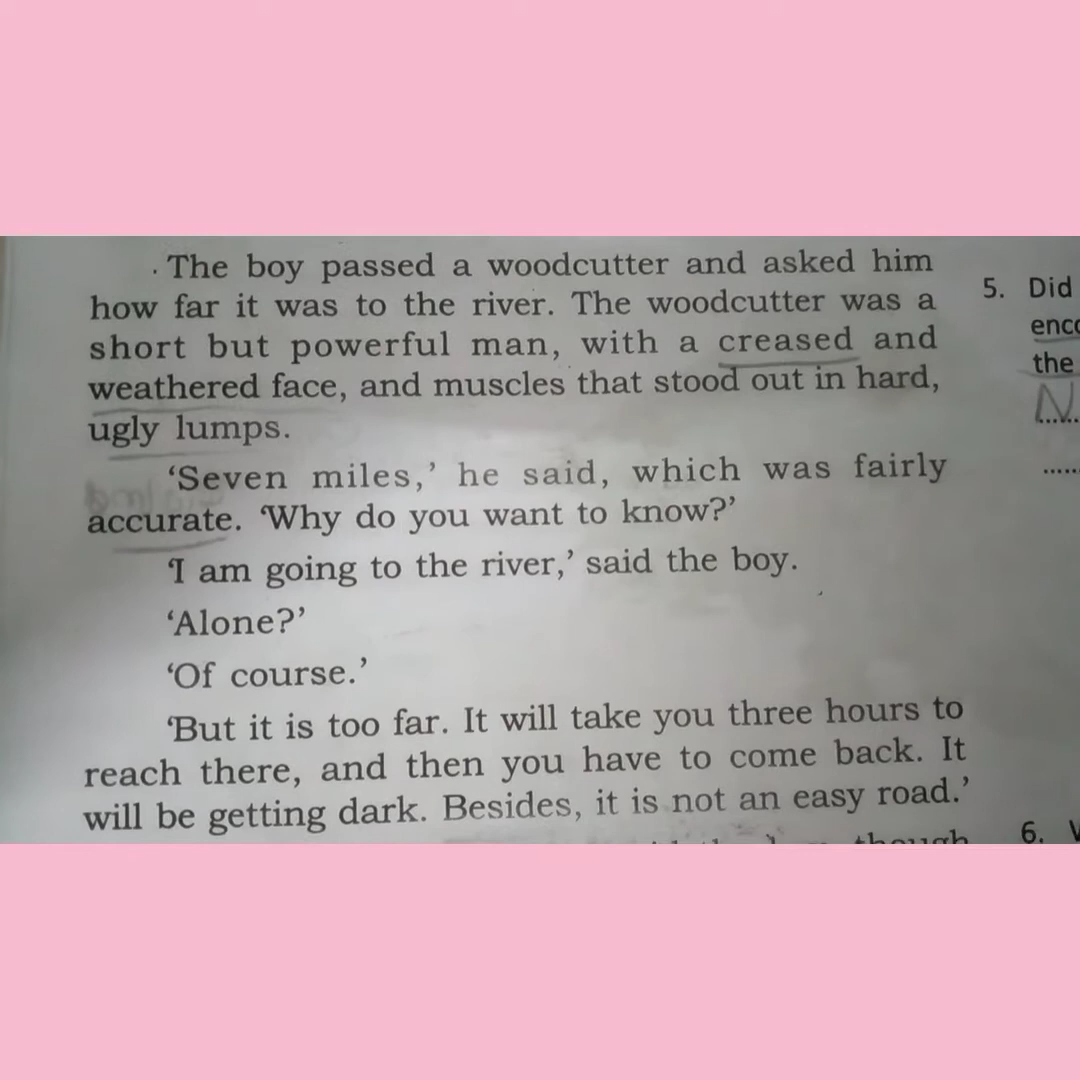 The boy passed a woodcutter and asked him
how far it was to the river. The woodcutter was a
short but powerful man, with a creased and
weathered face, and muscles that stood out in hard,
ugly lumps.
‘Seven miles,’ he said, which was fairly
accurate. ‘Why do you want to know?’
‘I am going to the river,’ said the boy.
‘Alone?’
‘Of course.’
‘But it is too far. It will take you three hours to
reach there, and then you have to come back. It
will be getting dark. Besides, it is not an easy road.’
though
5. Did
the
N
6.